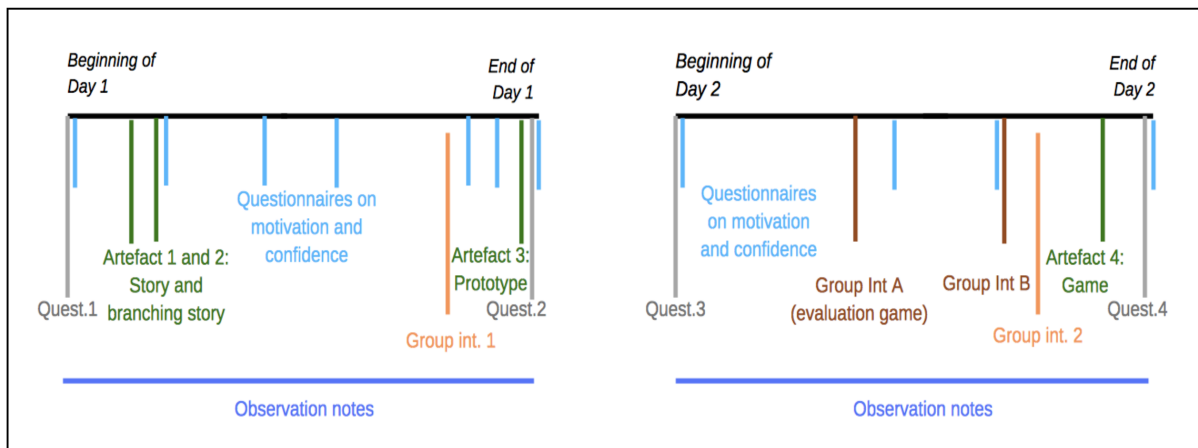 Beginning of
Day 1
End of
Day 1
Questionnaires on
motivation and
confidence
Artefact 1 and 2:
Story and
branching story
Artefact 3:
Prototype
Quest.1
Quest.2
Group int. 1
Observation notes
Beginning of
Day 2
End of
Day 2
Questionnaires
on motivation
and confidence
Group Int A
(evaluation game)
Group Int B
Artefact 4:
Game
Quest.3
Quest.4
Group int. 2
Observation notes